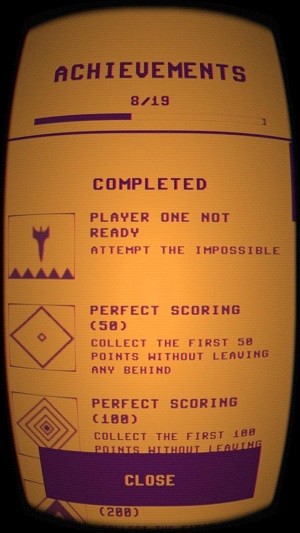 ACHIEVEMENTS
8/19
COMPLETED
PLAYER ONE NOT
READY
ATTEMPT THE IMPOSSIBLE
PERFECT SCORING
(50)
COLLECT THE FIRST 50
POINTS WITHOUT LEAVING
ANY BEHIND
PERFECT SCORING
(100)
COLLECT THE FIRST 100
POINTS WITHOUT LEAVING
CLOSE
(200)